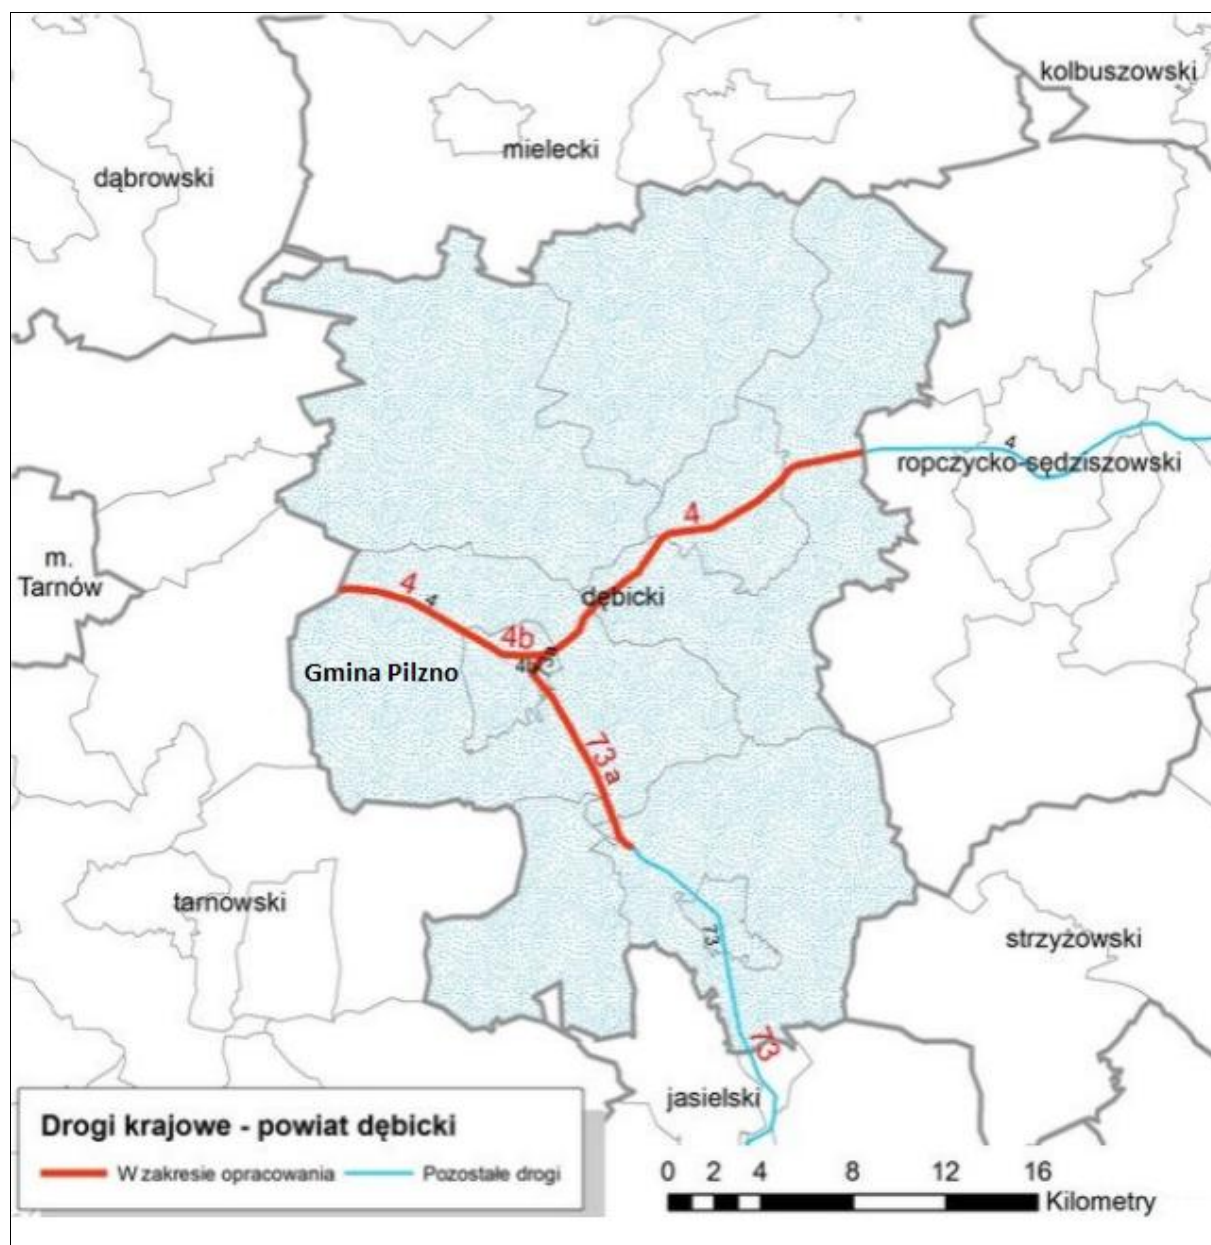 kolbuszowski
mielecki
dąbrowski
4
ropczycko-sędziszowski
4
m.
Tarnów
4
4
dębicki
4b
Gmina Pilzno
73a
tarnowski
73
strzyżowski
73
jasielski
Drogi krajowe - powiat dębicki
W zakresie opracowania
Pozostałe drogi
0 2 4 8 12 16
Kilometry